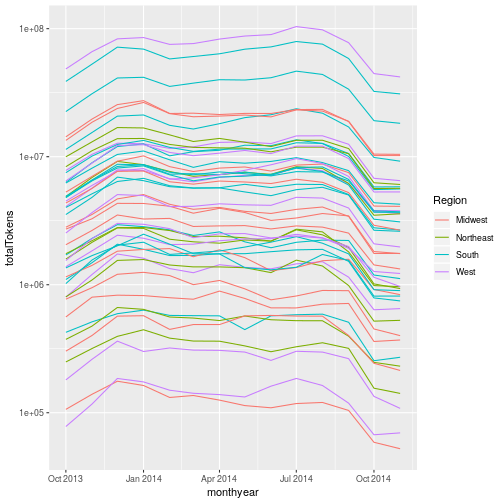 1e+08
1e+07
1e+06
1e+05
totalTokens
Oct 2013
Jan 2014
Apr 2014
Jul 2014
Oct 2014
monthyear
Region
Midwest
Northeast
South
West